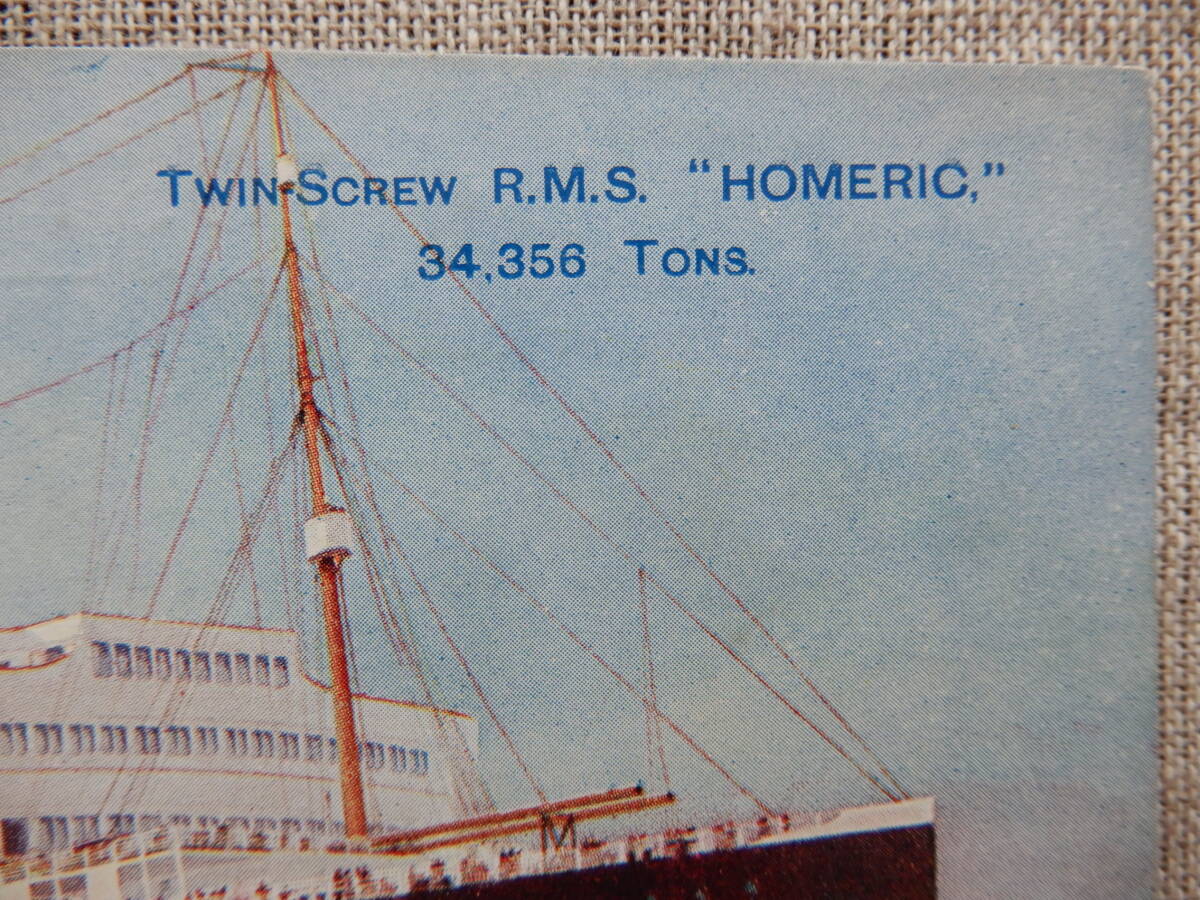 TWIN-SCREW R.M.S. “HOMERIC,”
34,356 TONS.
M